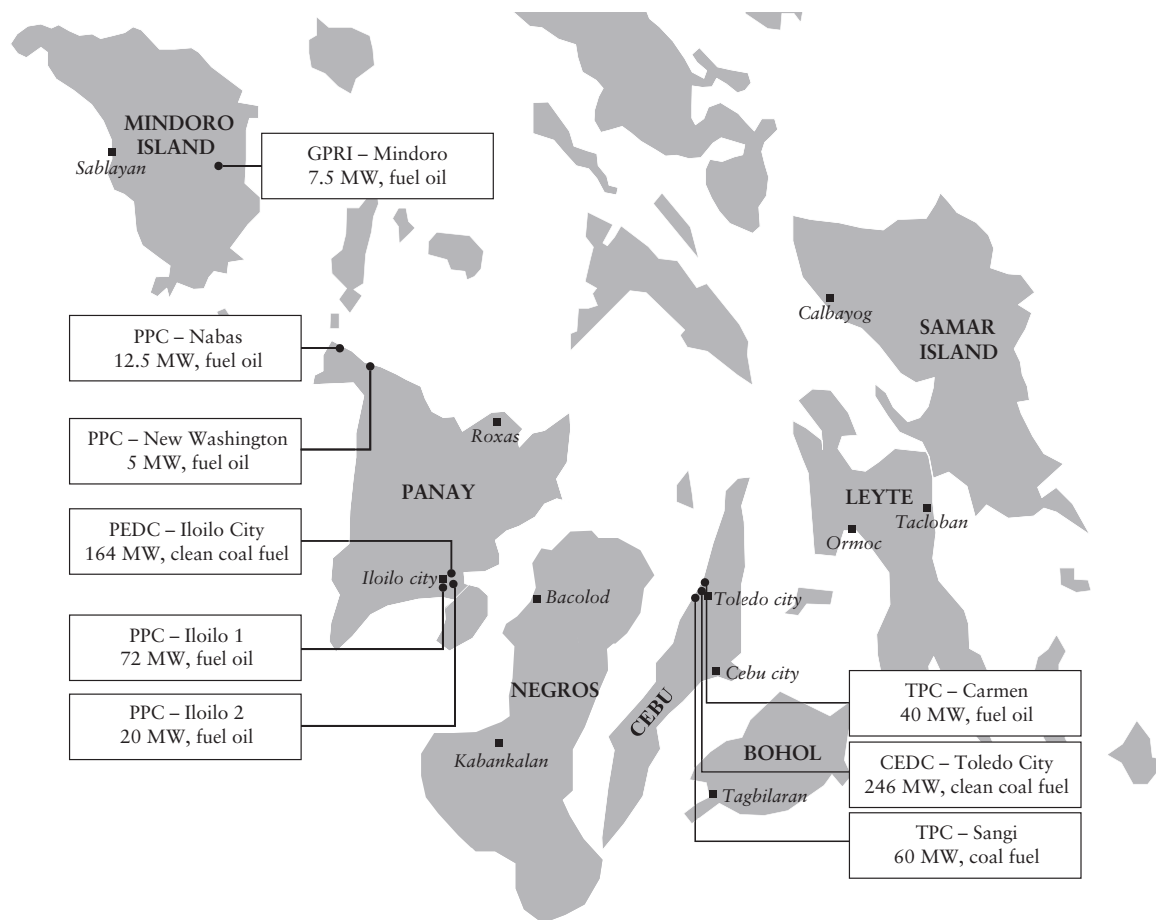 MINDORO
ISLAND
Sablayan
GPRI – Mindoro
7.5 MW, fuel oil
Calbayog
SAMAR
ISLAND
PPC – Nabas
12.5 MW, fuel oil
PPC – New Washington
5 MW, fuel oil
Roxas
PANAY
LEYTE
Tacloban
Ormoc
PEDC – Iloilo City
164 MW, clean coal fuel
Iloilo city
Bacolod
Toledo city
PPC – Iloilo 1
72 MW, fuel oil
Cebu city
NEGROS
CEBU
PPC – Iloilo 2
20 MW, fuel oil
TPC – Carmen
40 MW, fuel oil
BOHOL
Kabankalan
CEDC – Toledo City
246 MW, clean coal fuel
Tagbilaran
TPC – Sangi
60 MW, coal fuel